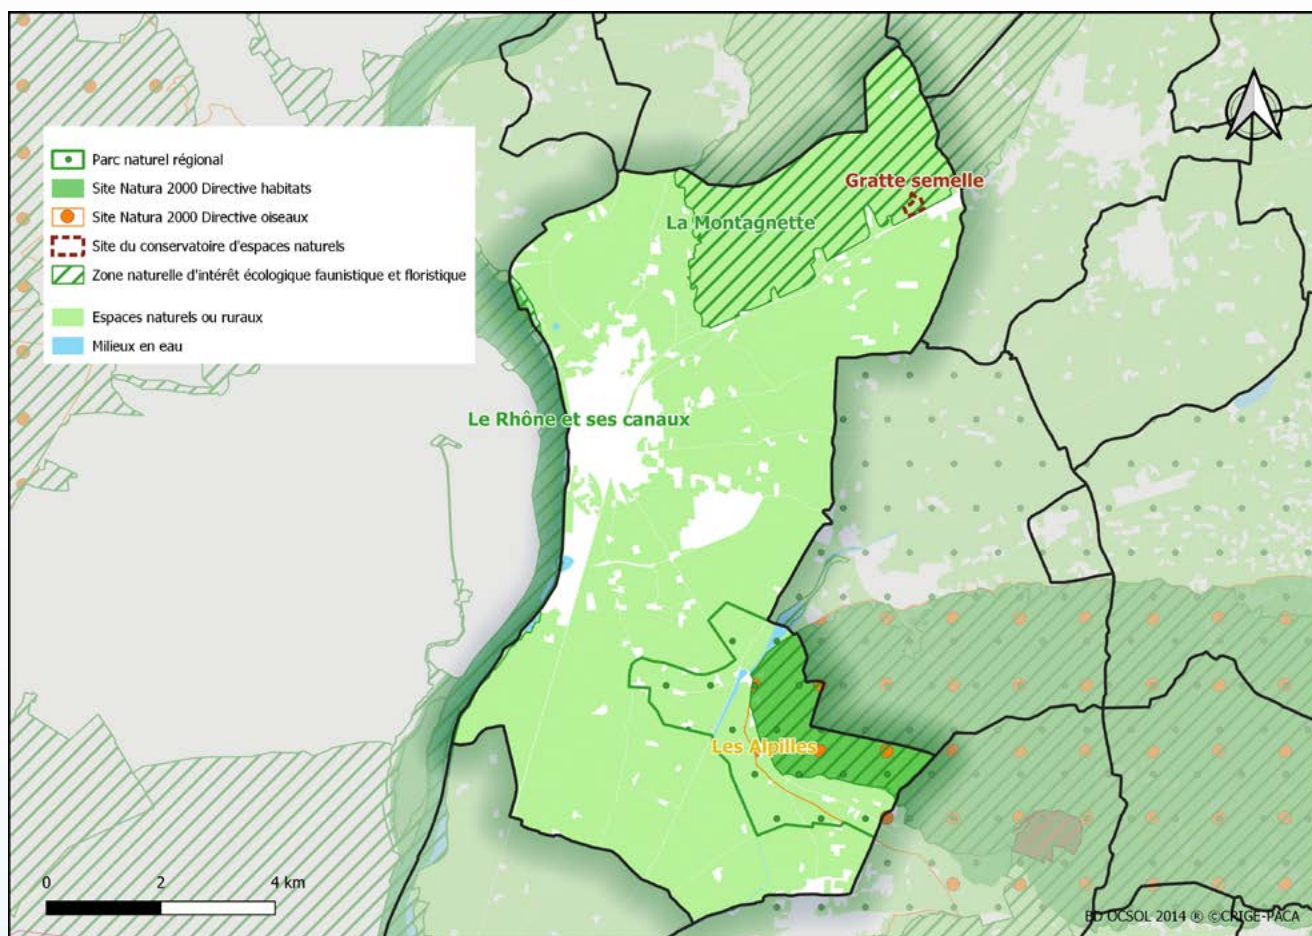 Parc naturel régional
Site Natura 2000 Directive habitats
Site Natura 2000 Directive oiseaux
Site du conservatoire d'espaces naturels
Zone naturelle d'intérêt écologique faunistique et floristique
Espaces naturels ou ruraux
Milieux en eau
Gratte semelle
La Montagnette
Le Rhône et ses canaux
Les Alpilles
0 2 4 km
BD OCSOL 2014 ® ©CRIGE-PACA